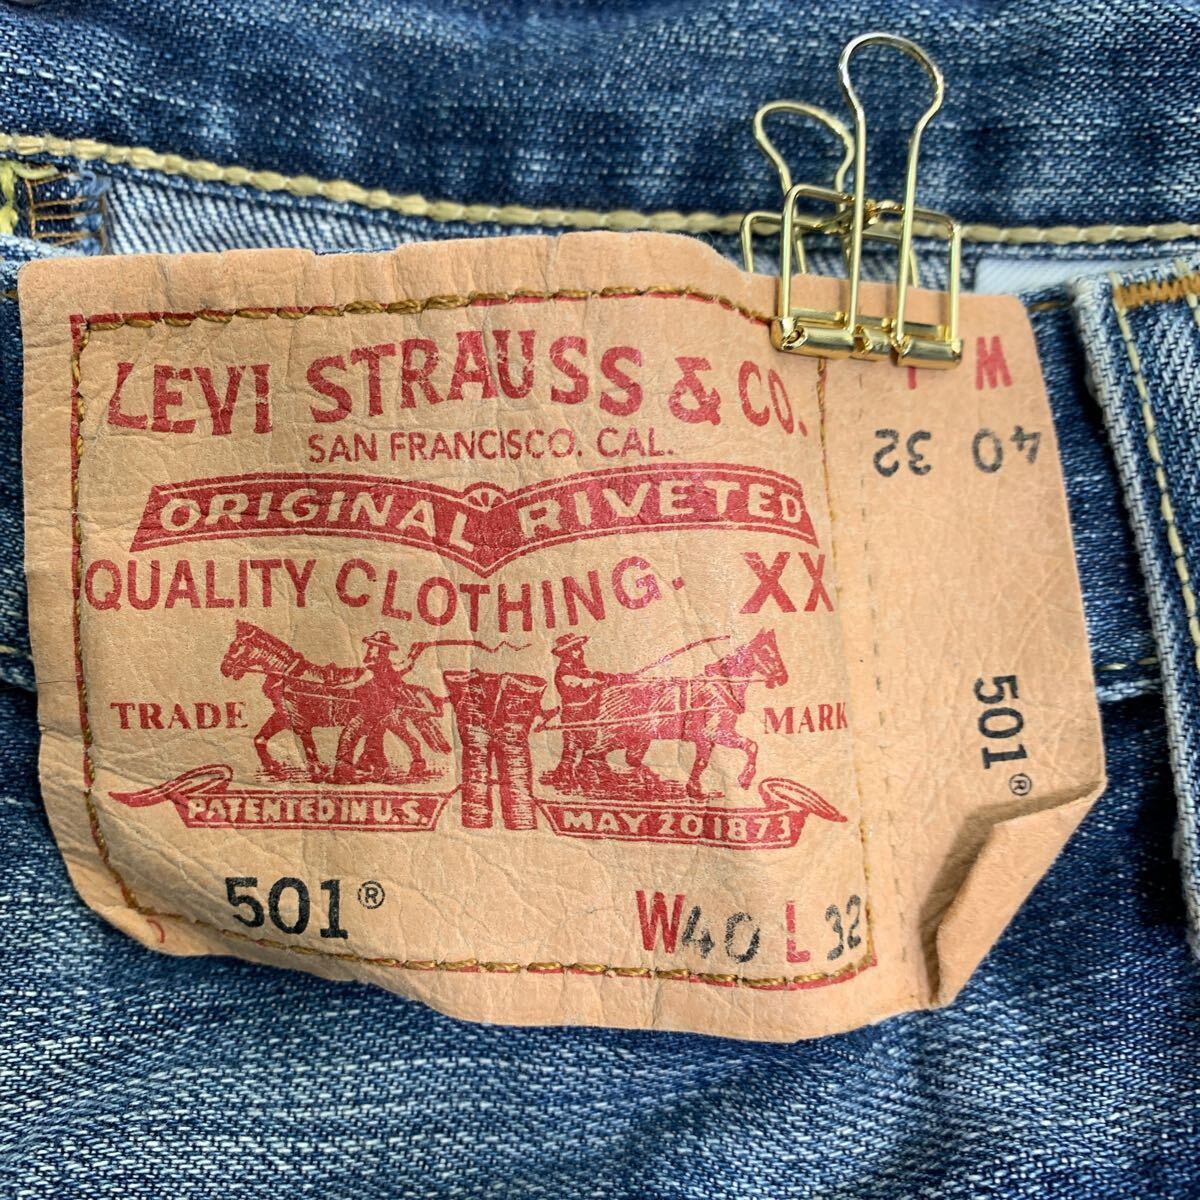 LEVI STRAUSS & CO.
SAN FRANCISCO. CAL.
ORIGINAL RIVETED
QUALITY CLOTHING. XX
TRADE MARK
PATENTED IN U.S. MAY 20 1873
501® W40 L32
W L
40 32
501®